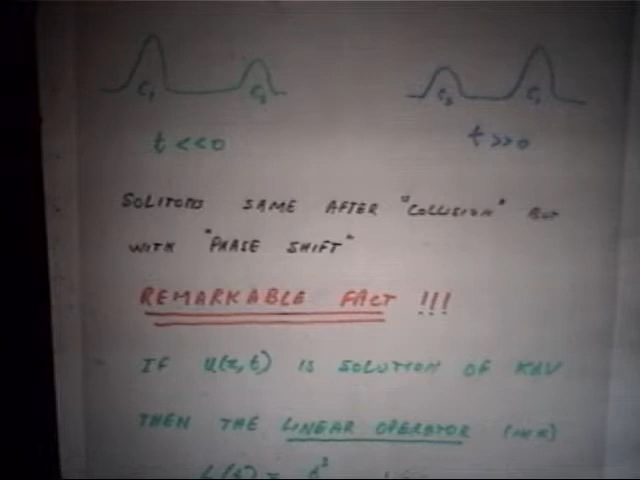 C₁ C₂ C₂ C₁
t <<0 t >>0
SOLITONS SAME AFTER "COLLISION" BUT
WITH "PHASE SHIFT"
REMARKABLE FACT !!!
IF u(x,t) IS SOLUTION OF KdV
THEN THE LINEAR OPERATOR (IN x)